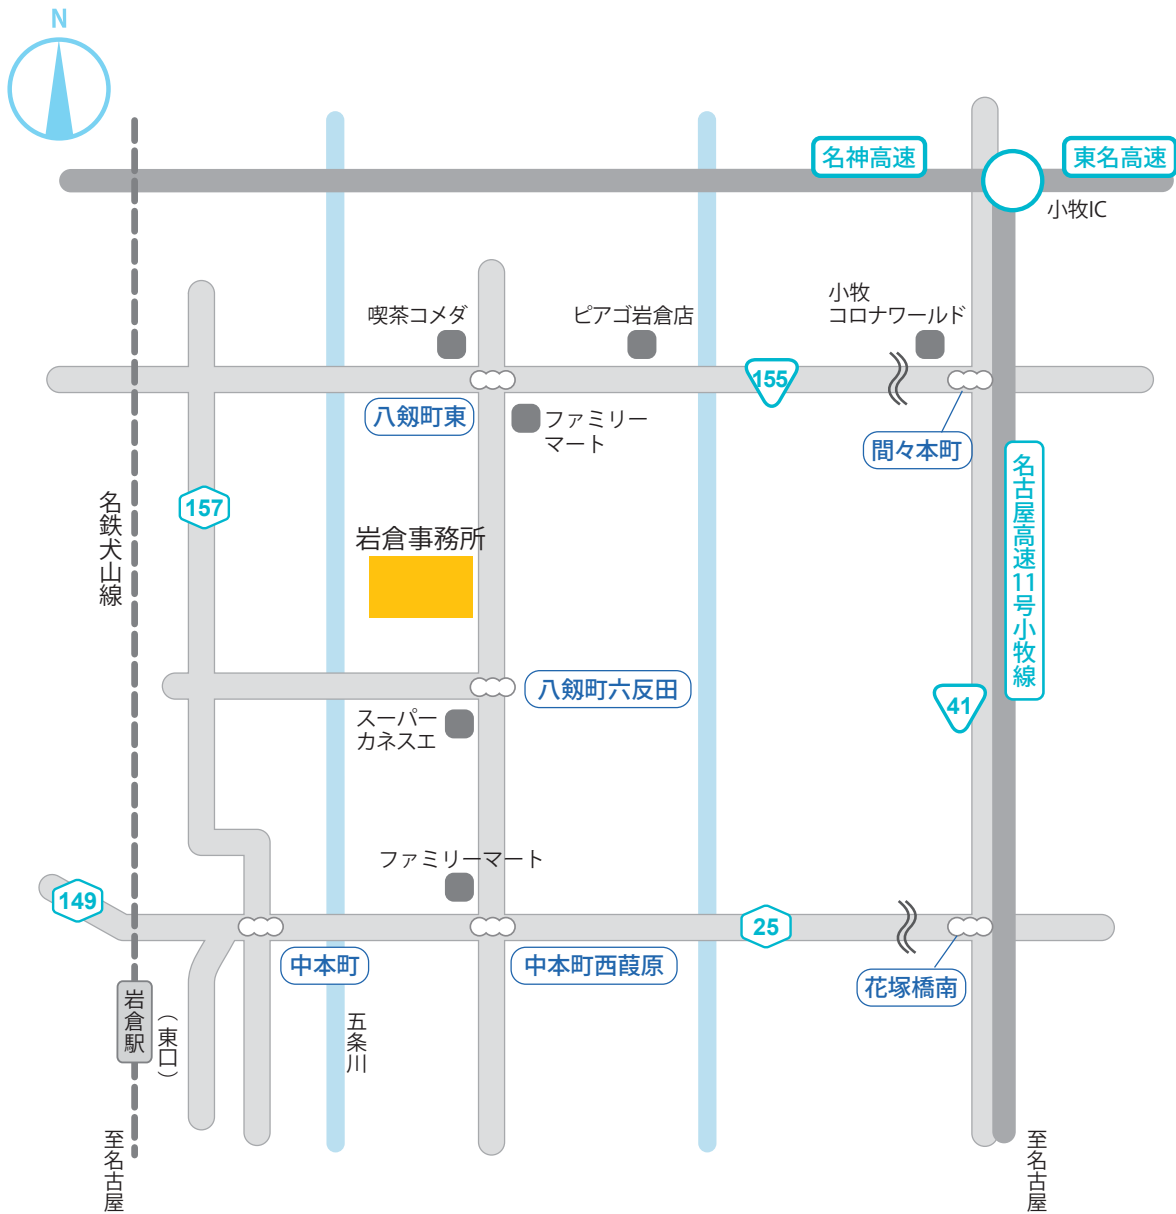 N
名神高速
東名高速
小牧IC
喫茶コメダ
ピアゴ岩倉店
小牧
コロナワールド
155
八剱町東
ファミリー
マート
間々本町
名鉄犬山線
157
岩倉事務所
名古屋高速11号小牧線
八剱町六反田
41
スーパー
カネスエ
ファミリーマート
149
25
中本町
中本町西葭原
花塚橋南
岩倉駅
（東口）
五条川
至名古屋
至名古屋